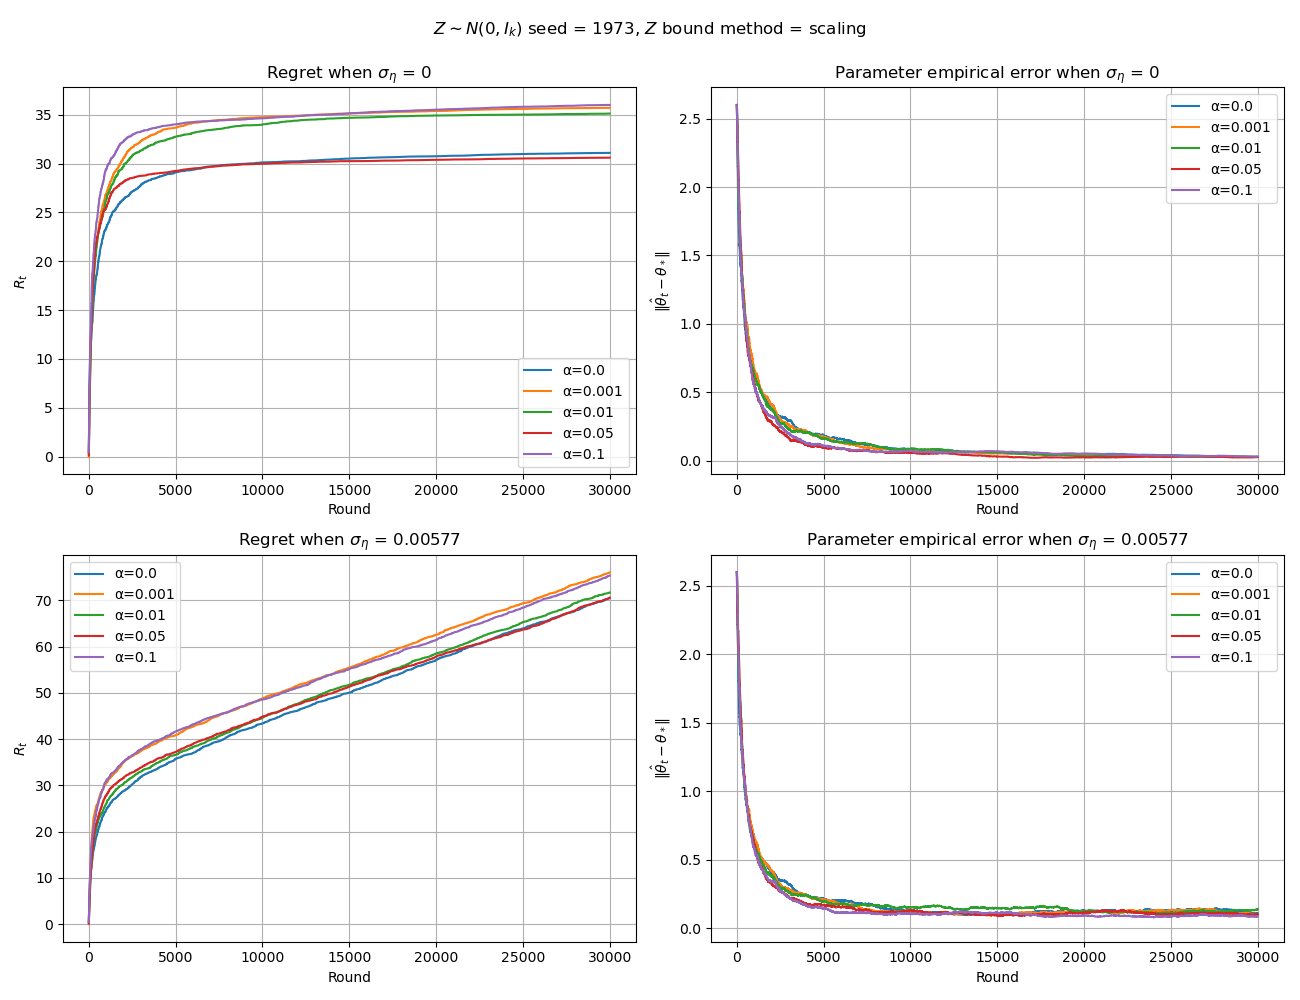 Z ~ N(0, I_k) seed = 1973, Z bound method = scaling
Regret when σ_η = 0
R_t
35
30
25
20
15
10
5
0
0 5000 10000 15000 20000 25000 30000
Round
α=0.0
α=0.001
α=0.01
α=0.05
α=0.1
Parameter empirical error when σ_η = 0
‖θ̂_t − θ_*‖
2.5
2.0
1.5
1.0
0.5
0.0
0 5000 10000 15000 20000 25000 30000
Round
α=0.0
α=0.001
α=0.01
α=0.05
α=0.1
Regret when σ_η = 0.00577
R_t
70
60
50
40
30
20
10
0
0 5000 10000 15000 20000 25000 30000
Round
α=0.0
α=0.001
α=0.01
α=0.05
α=0.1
Parameter empirical error when σ_η = 0.00577
‖θ̂_t − θ_*‖
2.5
2.0
1.5
1.0
0.5
0.0
0 5000 10000 15000 20000 25000 30000
Round
α=0.0
α=0.001
α=0.01
α=0.05
α=0.1